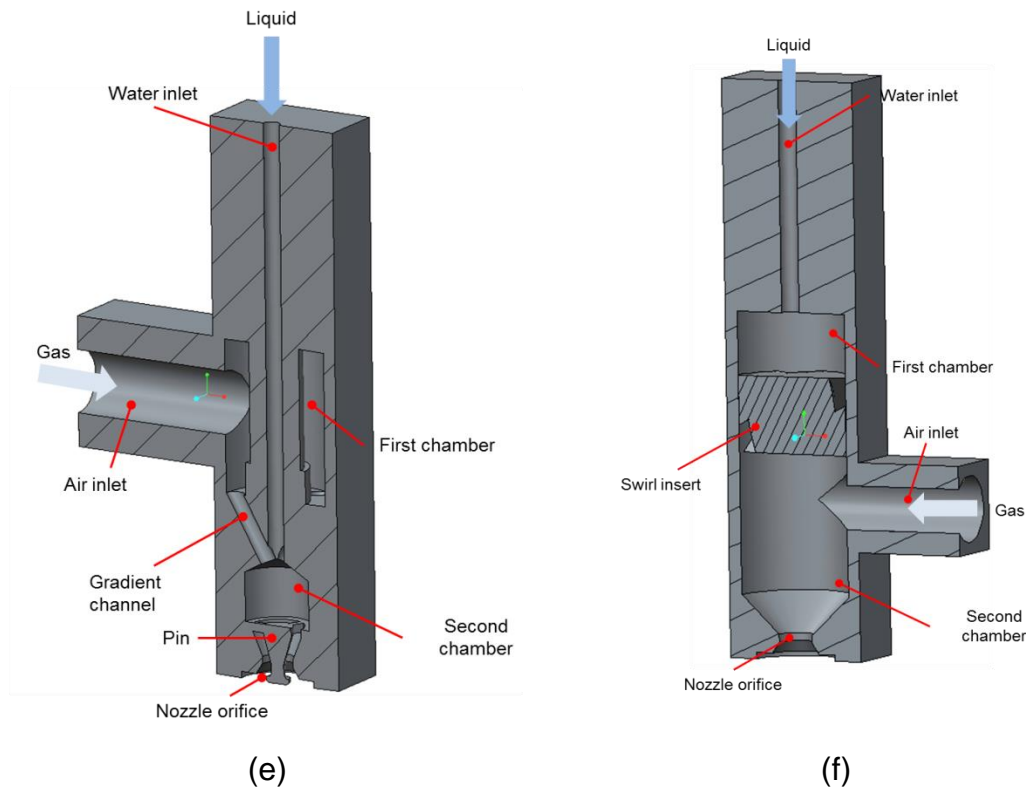 Liquid
Water inlet
Gas
First chamber
Air inlet
Gradient
channel
Second
chamber
Pin
Nozzle orifice
(e)
Liquid
Water inlet
First chamber
Air inlet
Swirl insert
Gas
Second
chamber
Nozzle orifice
(f)